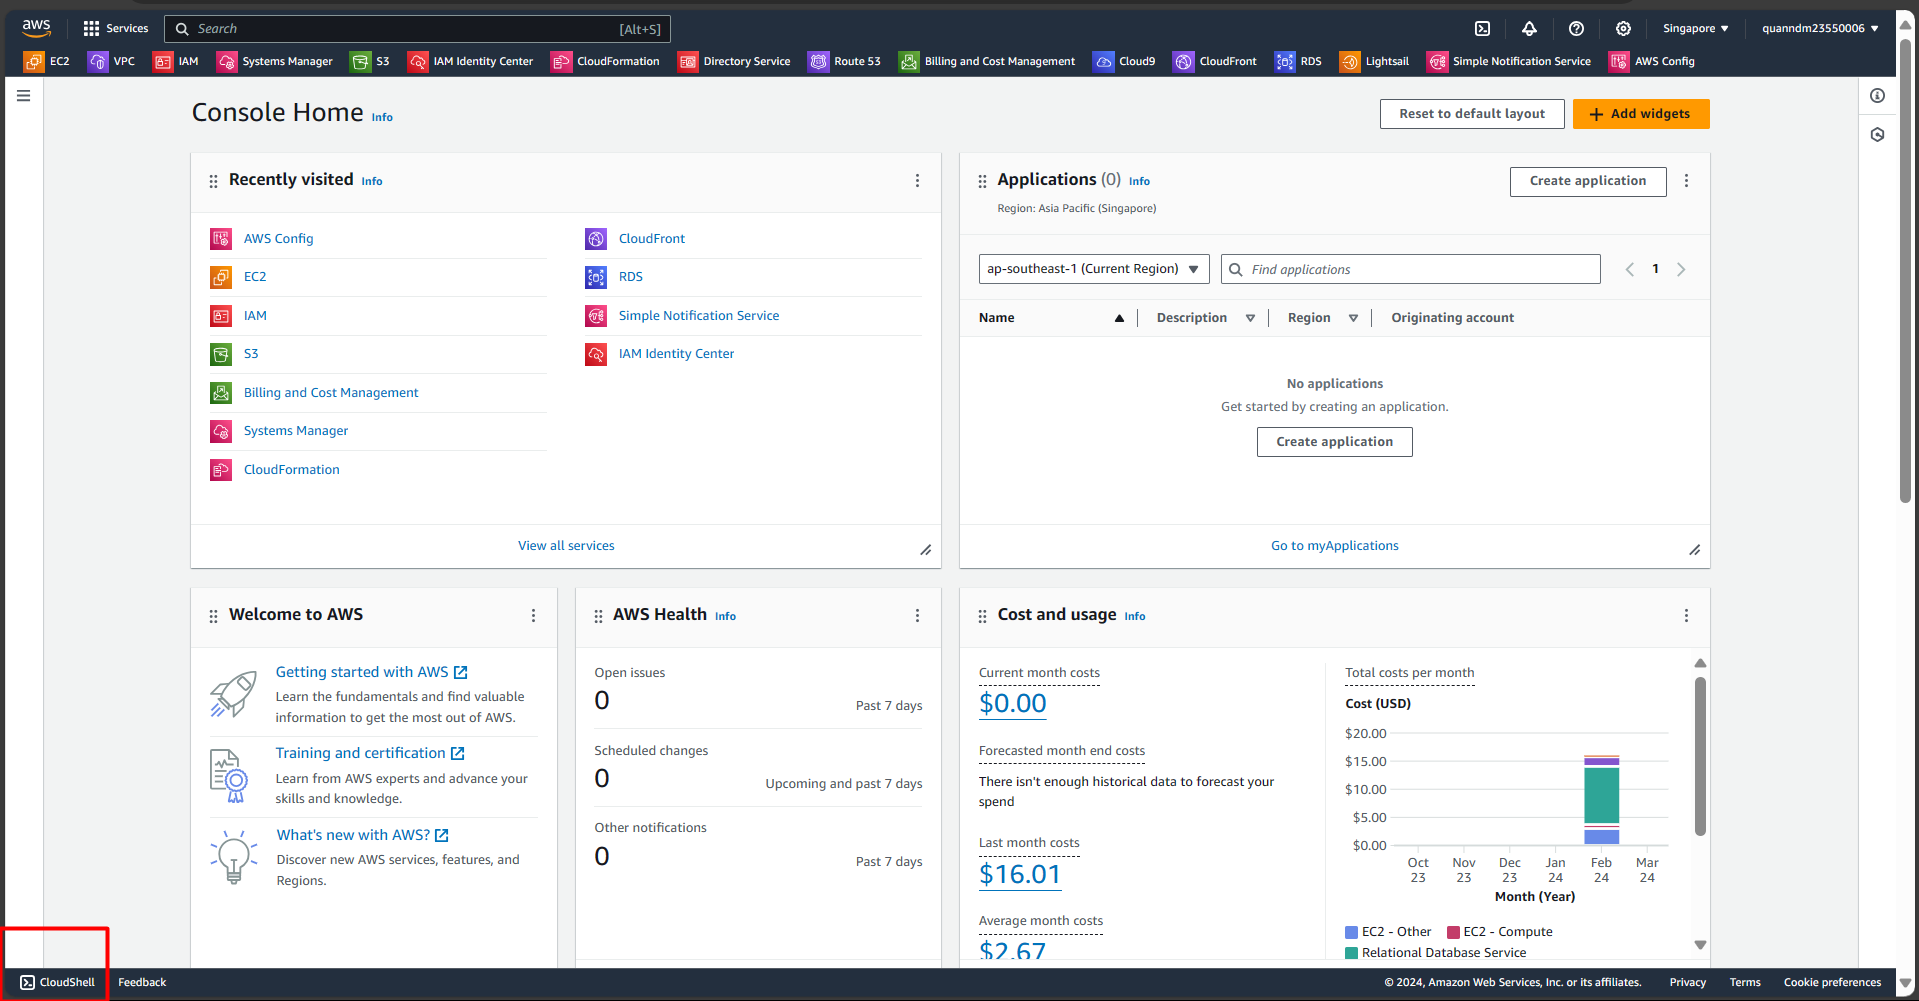 aws
Services
Search [Alt+S]
Singapore
quanndm23550006
EC2 VPC IAM Systems Manager S3 IAM Identity Center CloudFormation Directory Service Route 53 Billing and Cost Management Cloud9 CloudFront RDS Lightsail Simple Notification Service AWS Config
Console Home Info
Reset to default layout
Add widgets
Recently visited Info
AWS Config
EC2
IAM
S3
Billing and Cost Management
Systems Manager
CloudFormation
CloudFront
RDS
Simple Notification Service
IAM Identity Center
View all services
Applications (0) Info
Region: Asia Pacific (Singapore)
Create application
ap-southeast-1 (Current Region)
Find applications
1
Name Description Region Originating account
No applications
Get started by creating an application.
Create application
Go to myApplications
Welcome to AWS
Getting started with AWS
Learn the fundamentals and find valuable
information to get the most out of AWS.
Training and certification
Learn from AWS experts and advance your
skills and knowledge.
What's new with AWS?
Discover new AWS services, features, and
Regions.
AWS Health Info
Open issues
0
Past 7 days
Scheduled changes
0
Upcoming and past 7 days
Other notifications
0
Past 7 days
Cost and usage Info
Current month costs
$0.00
Forecasted month end costs
There isn't enough historical data to forecast your
spend
Last month costs
$16.01
Average month costs
$2.67
Total costs per month
Cost (USD)
$20.00
$15.00
$10.00
$5.00
$0.00
Oct Nov Dec Jan Feb Mar
23 23 23 24 24 24
Month (Year)
EC2 - Other EC2 - Compute
Relational Database Service
CloudShell
Feedback
© 2024, Amazon Web Services, Inc. or its affiliates.
Privacy
Terms
Cookie preferences